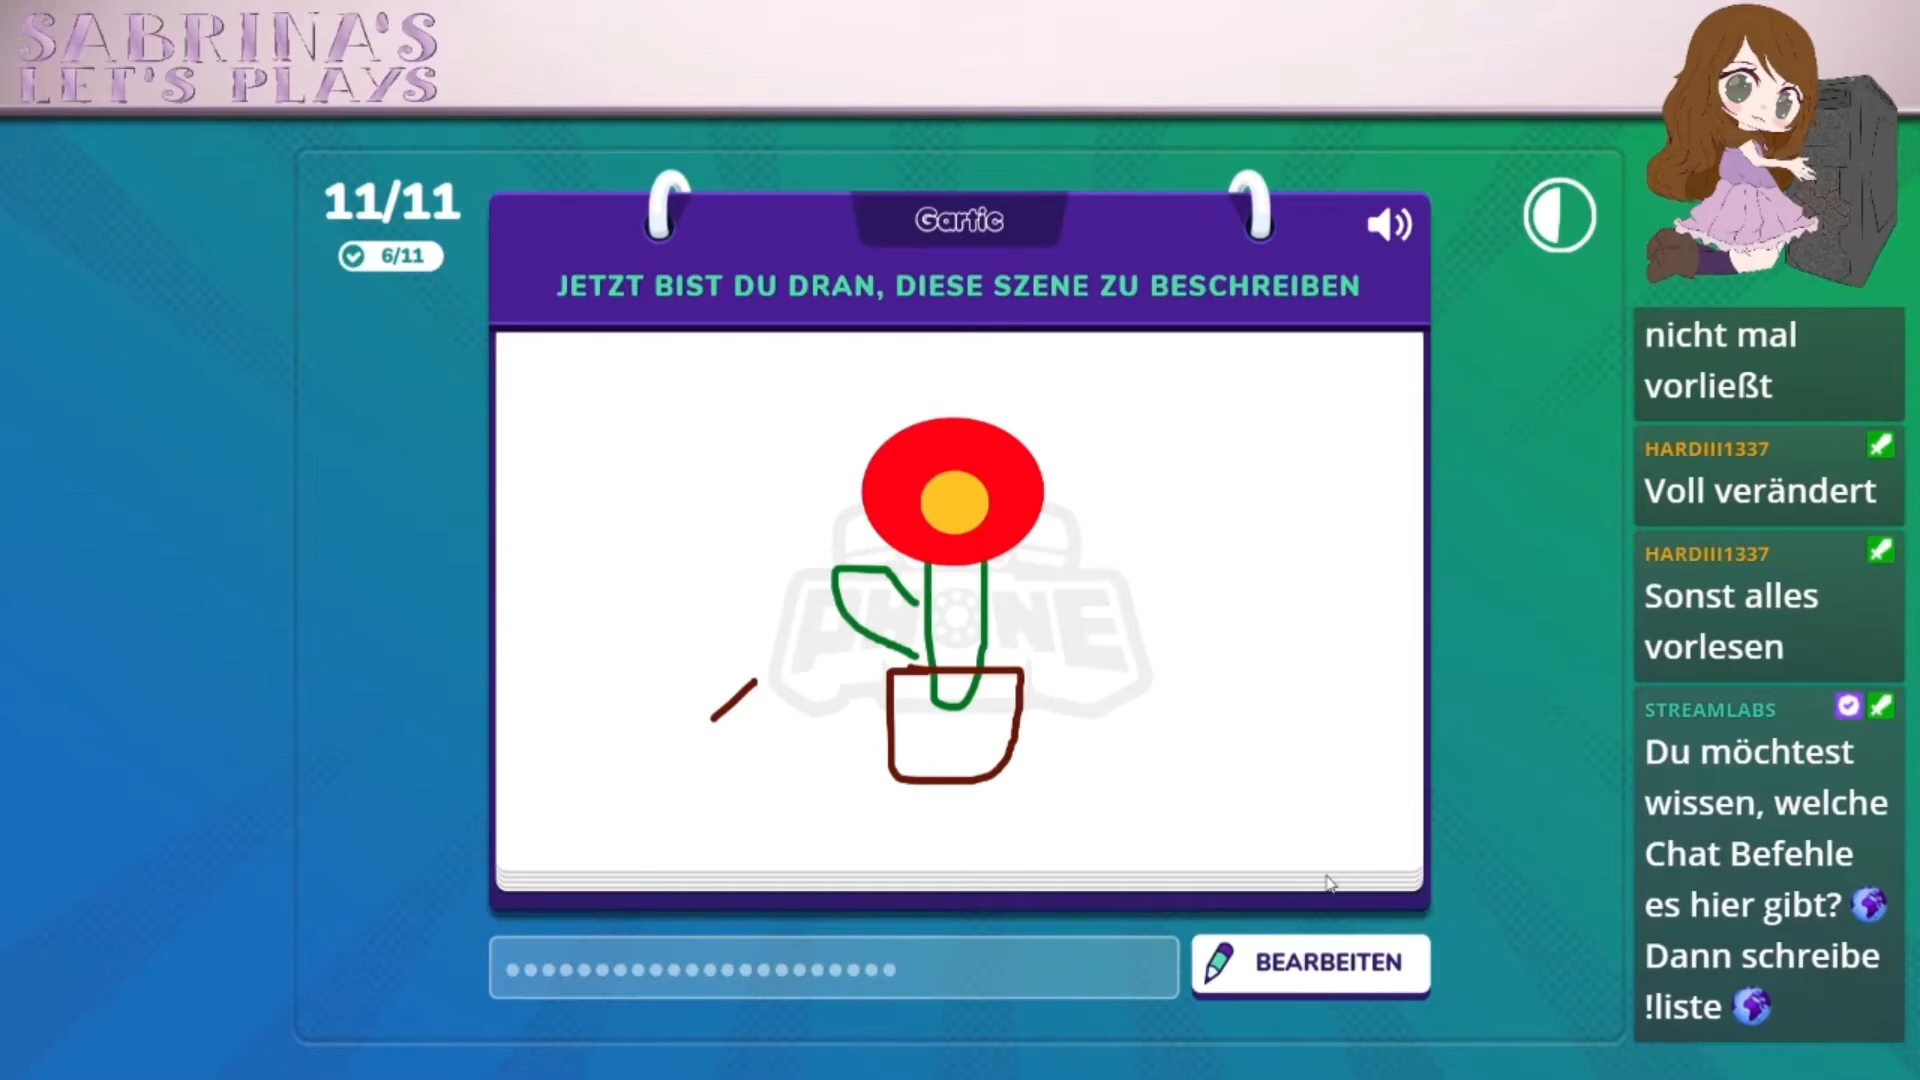 SABRINA'S
LET'S PLAYS
11/11
6/11
Gartic
JETZT BIST DU DRAN, DIESE SZENE ZU BESCHREIBEN
PHONE
BEARBEITEN
nicht mal
vorließt
HARDIII1337
Voll verändert
HARDIII1337
Sonst alles
vorlesen
STREAMLABS
Du möchtest
wissen, welche
Chat Befehle
es hier gibt?
Dann schreibe
!liste